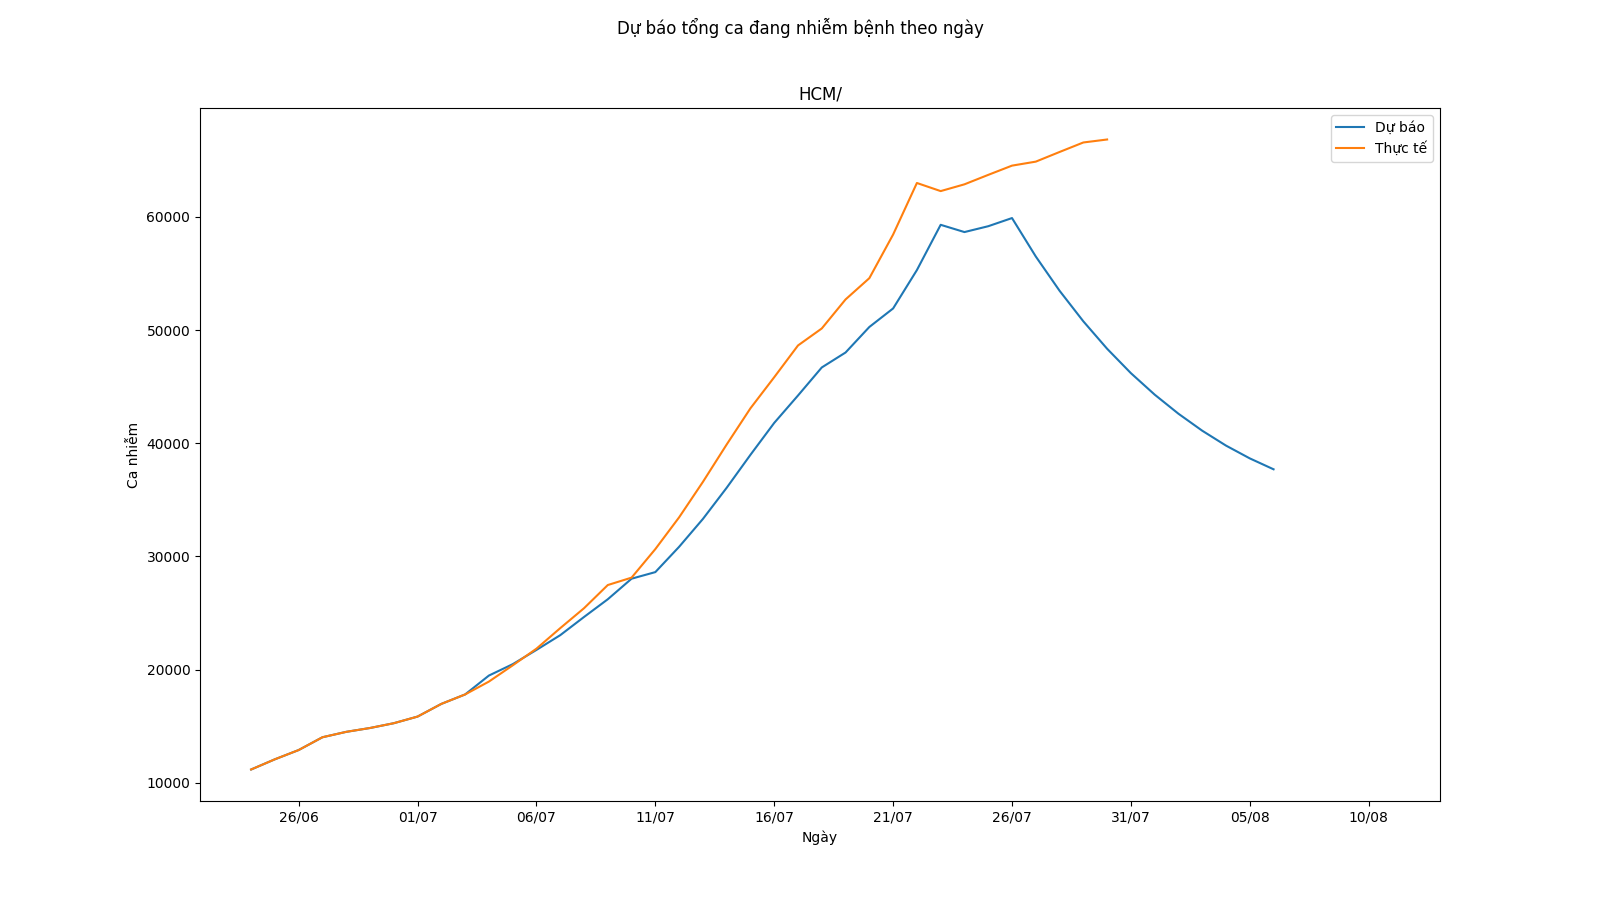 Dự báo tổng ca đang nhiễm bệnh theo ngày
HCM/
Dự báo
Thực tế
60000
50000
40000
30000
20000
10000
Ca nhiễm
26/06 01/07 06/07 11/07 16/07 21/07 26/07 31/07 05/08 10/08
Ngày